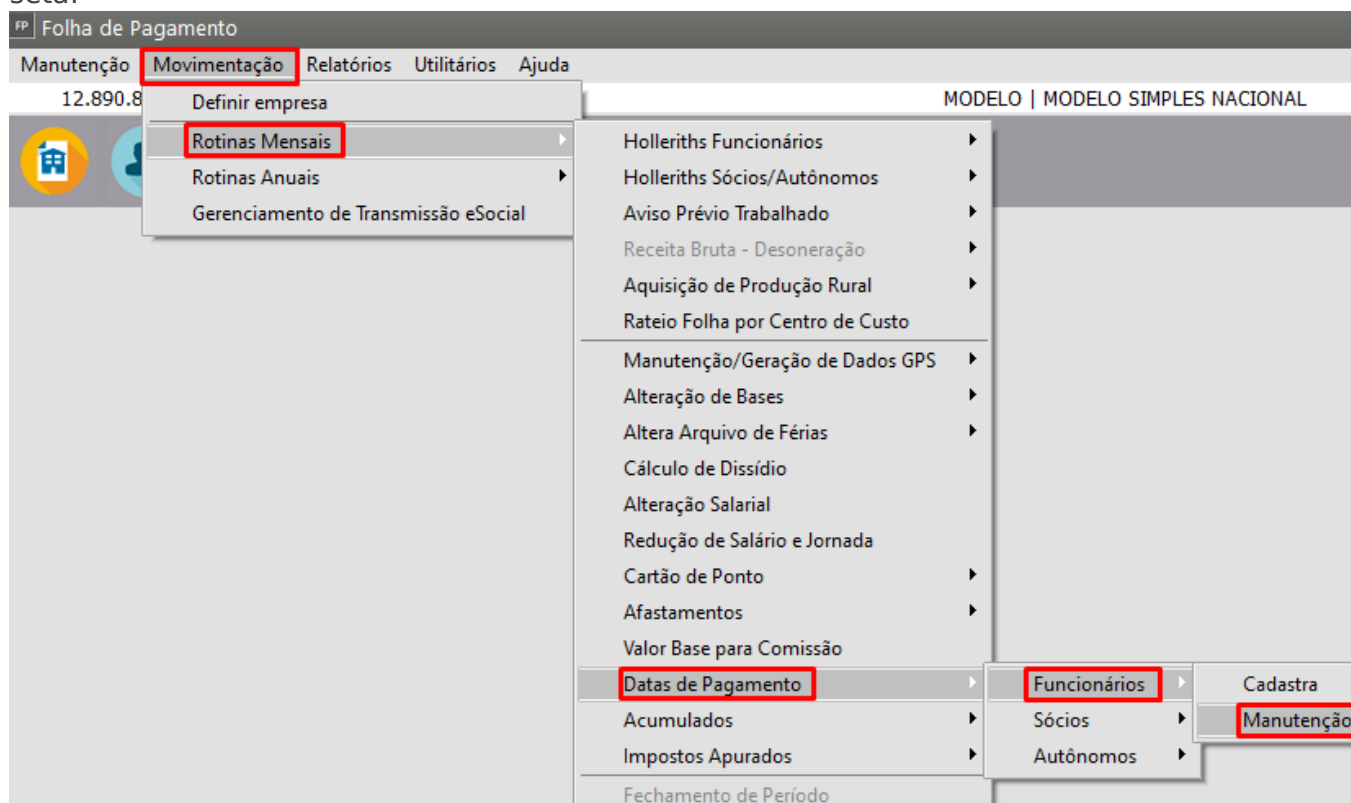 FP Folha de Pagamento
Manutenção Movimentação Relatórios Utilitários Ajuda
12.890.8 MODELO | MODELO SIMPLES NACIONAL
Definir empresa
Rotinas Mensais
Rotinas Anuais
Gerenciamento de Transmissão eSocial
Holleriths Funcionários
Holleriths Sócios/Autônomos
Aviso Prévio Trabalhado
Receita Bruta - Desoneração
Aquisição de Produção Rural
Rateio Folha por Centro de Custo
Manutenção/Geração de Dados GPS
Alteração de Bases
Altera Arquivo de Férias
Cálculo de Dissídio
Alteração Salarial
Redução de Salário e Jornada
Cartão de Ponto
Afastamentos
Valor Base para Comissão
Datas de Pagamento
Acumulados
Impostos Apurados
Fechamento de Período
Funcionários
Sócios
Autônomos
Cadastra
Manutenção